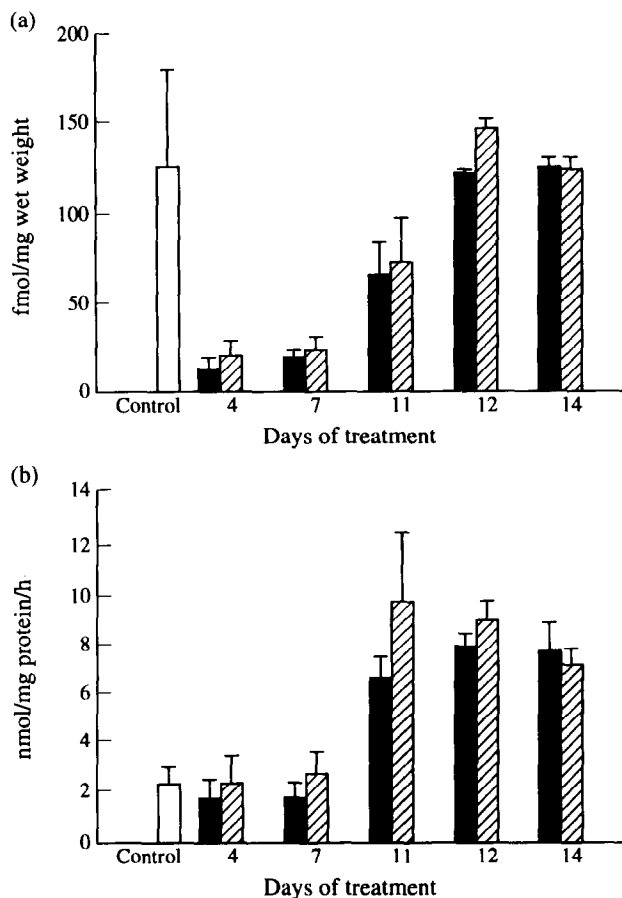 (a)
200
150
100
50
0
fmol/mg wet weight
Control 4 7 11 12 14
Days of treatment
(b)
14
12
10
8
6
4
2
0
nmol/mg protein/h
Control 4 7 11 12 14
Days of treatment